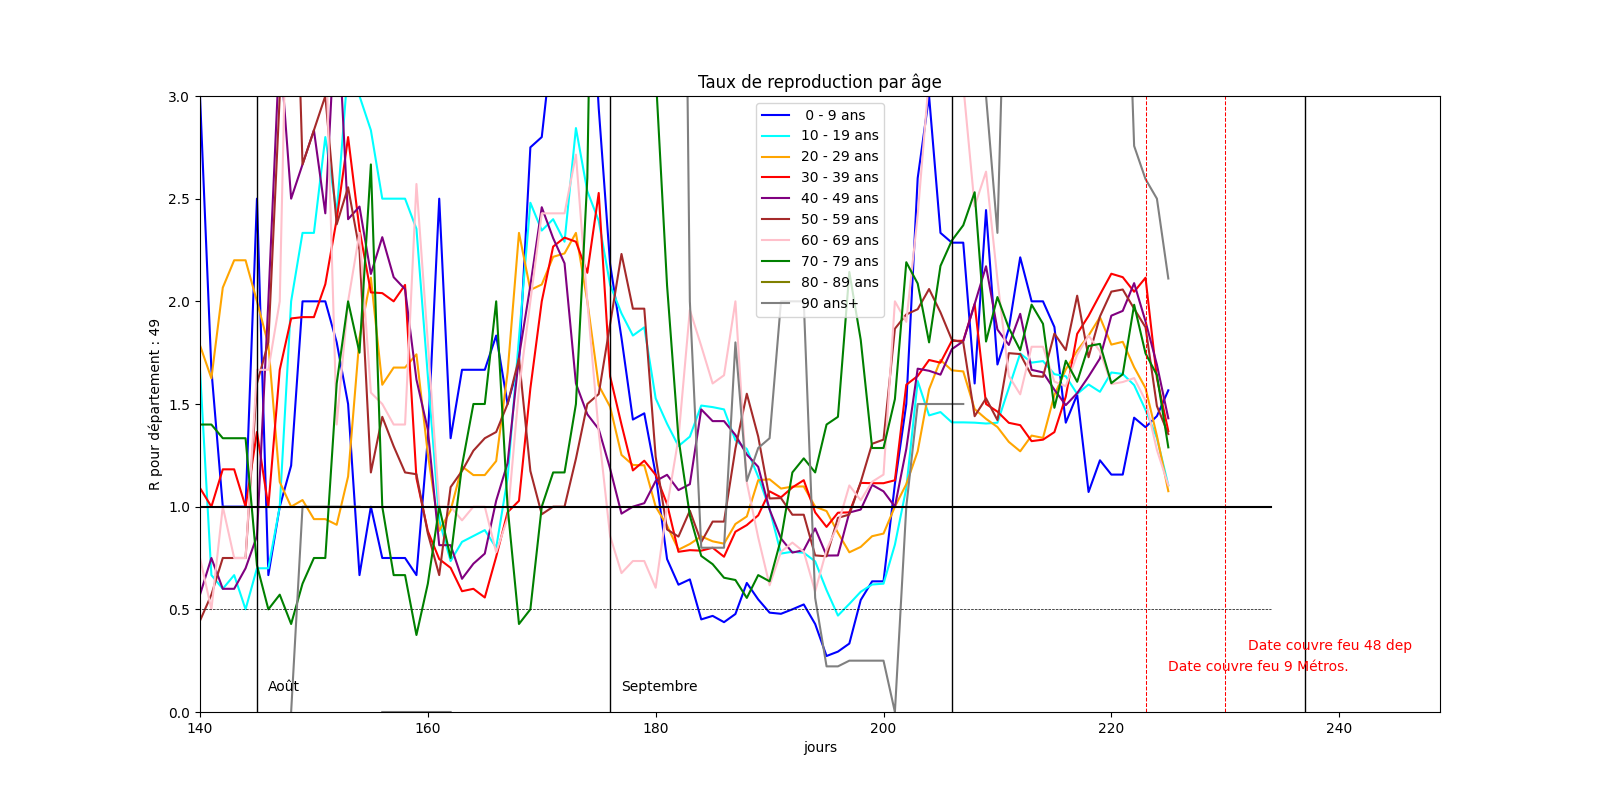 Taux de reproduction par âge
3.0
2.5
2.0
1.5
1.0
0.5
0.0
R pour département : 49
0 - 9 ans
10 - 19 ans
20 - 29 ans
30 - 39 ans
40 - 49 ans
50 - 59 ans
60 - 69 ans
70 - 79 ans
80 - 89 ans
90 ans+
Date couvre feu 48 dep
Date couvre feu 9 Métros.
Août
Septembre
140
160
180
200
220
240
jours